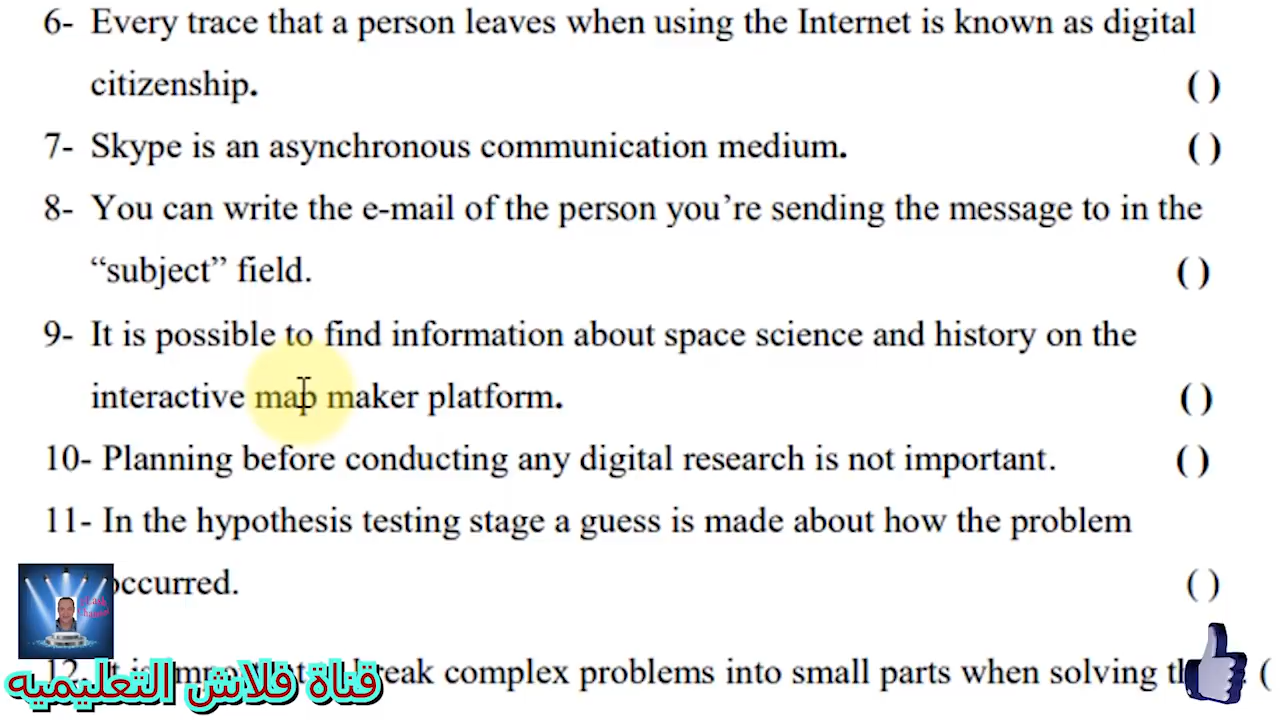 6- Every trace that a person leaves when using the Internet is known as digital
citizenship. ( )
7- Skype is an asynchronous communication medium. ( )
8- You can write the e-mail of the person you're sending the message to in the
“subject” field. ( )
9- It is possible to find information about space science and history on the
interactive map maker platform. ( )
10- Planning before conducting any digital research is not important. ( )
11- In the hypothesis testing stage a guess is made about how the problem
occurred. ( )
12- It is complex problems into small parts when solving (
قناة فلاش التعليميه